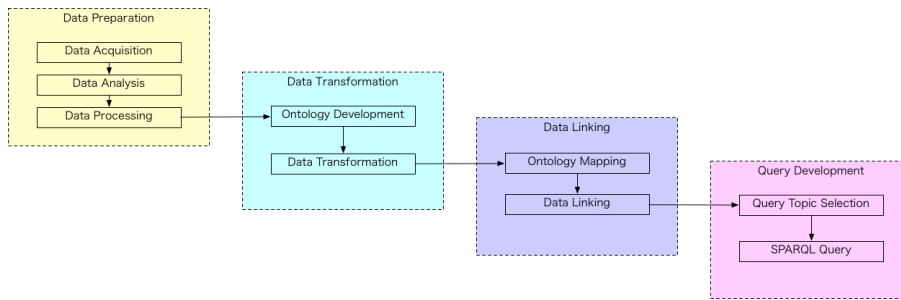 Data Preparation
Data Acquisition
Data Analysis
Data Processing
Data Transformation
Ontology Development
Data Transformation
Data Linking
Ontology Mapping
Data Linking
Query Development
Query Topic Selection
SPARQL Query